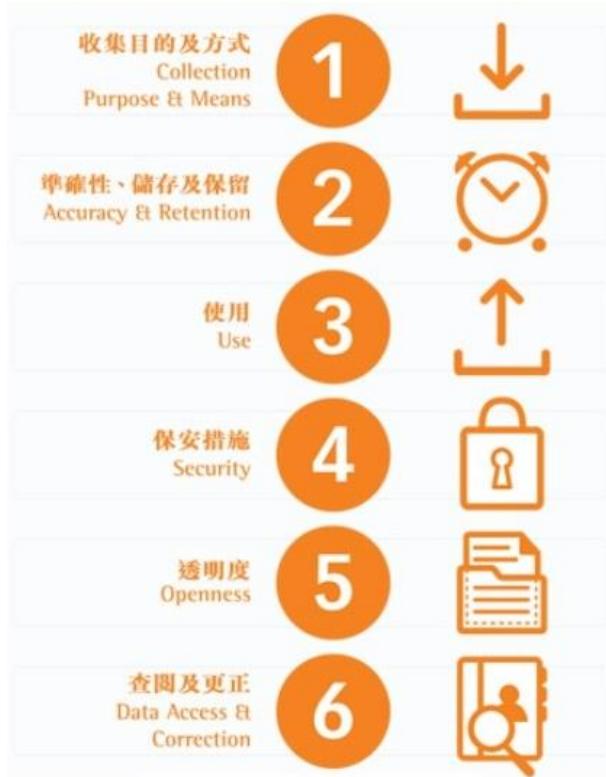 收集目的及方式
Collection
Purpose & Means
1
準確性、儲存及保留
Accuracy & Retention
2
使用
Use
3
保安措施
Security
4
透明度
Openness
5
查閱及更正
Data Access &
Correction
6